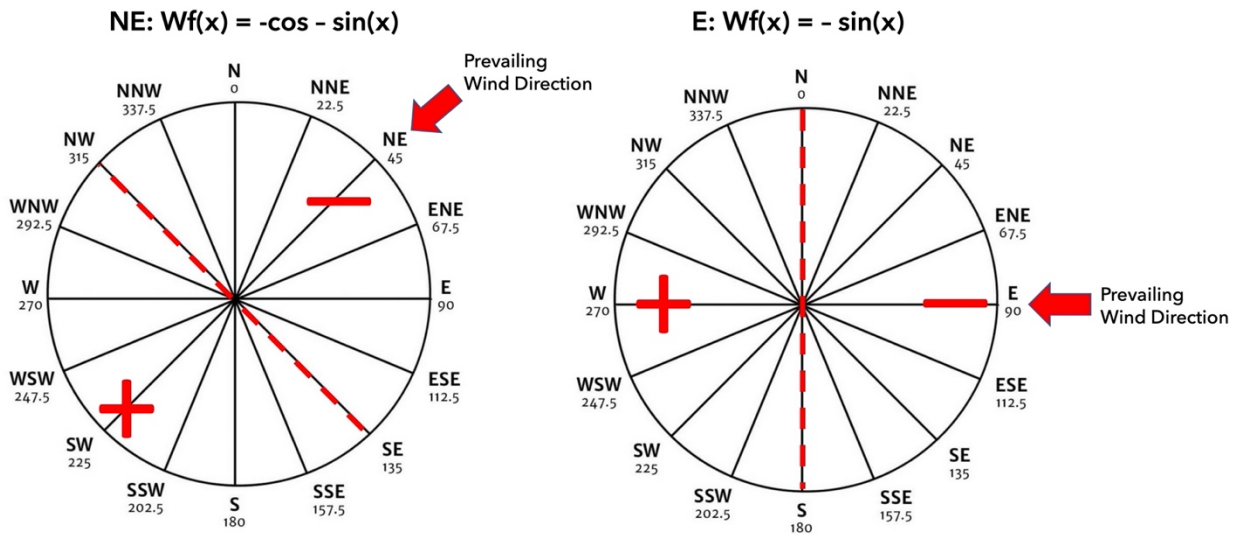 NE: Wf(x) = -cos – sin(x)
Prevailing
Wind Direction
N
0
NNE
22.5
NE
45
ENE
67.5
E
90
ESE
112.5
SE
135
SSE
157.5
S
180
SSW
202.5
SW
225
WSW
247.5
W
270
WNW
292.5
NW
315
NNW
337.5
E: Wf(x) = – sin(x)
N
0
NNE
22.5
NE
45
ENE
67.5
E
90
Prevailing
Wind Direction
ESE
112.5
SE
135
SSE
157.5
S
180
SSW
202.5
SW
225
WSW
247.5
W
270
WNW
292.5
NW
315
NNW
337.5